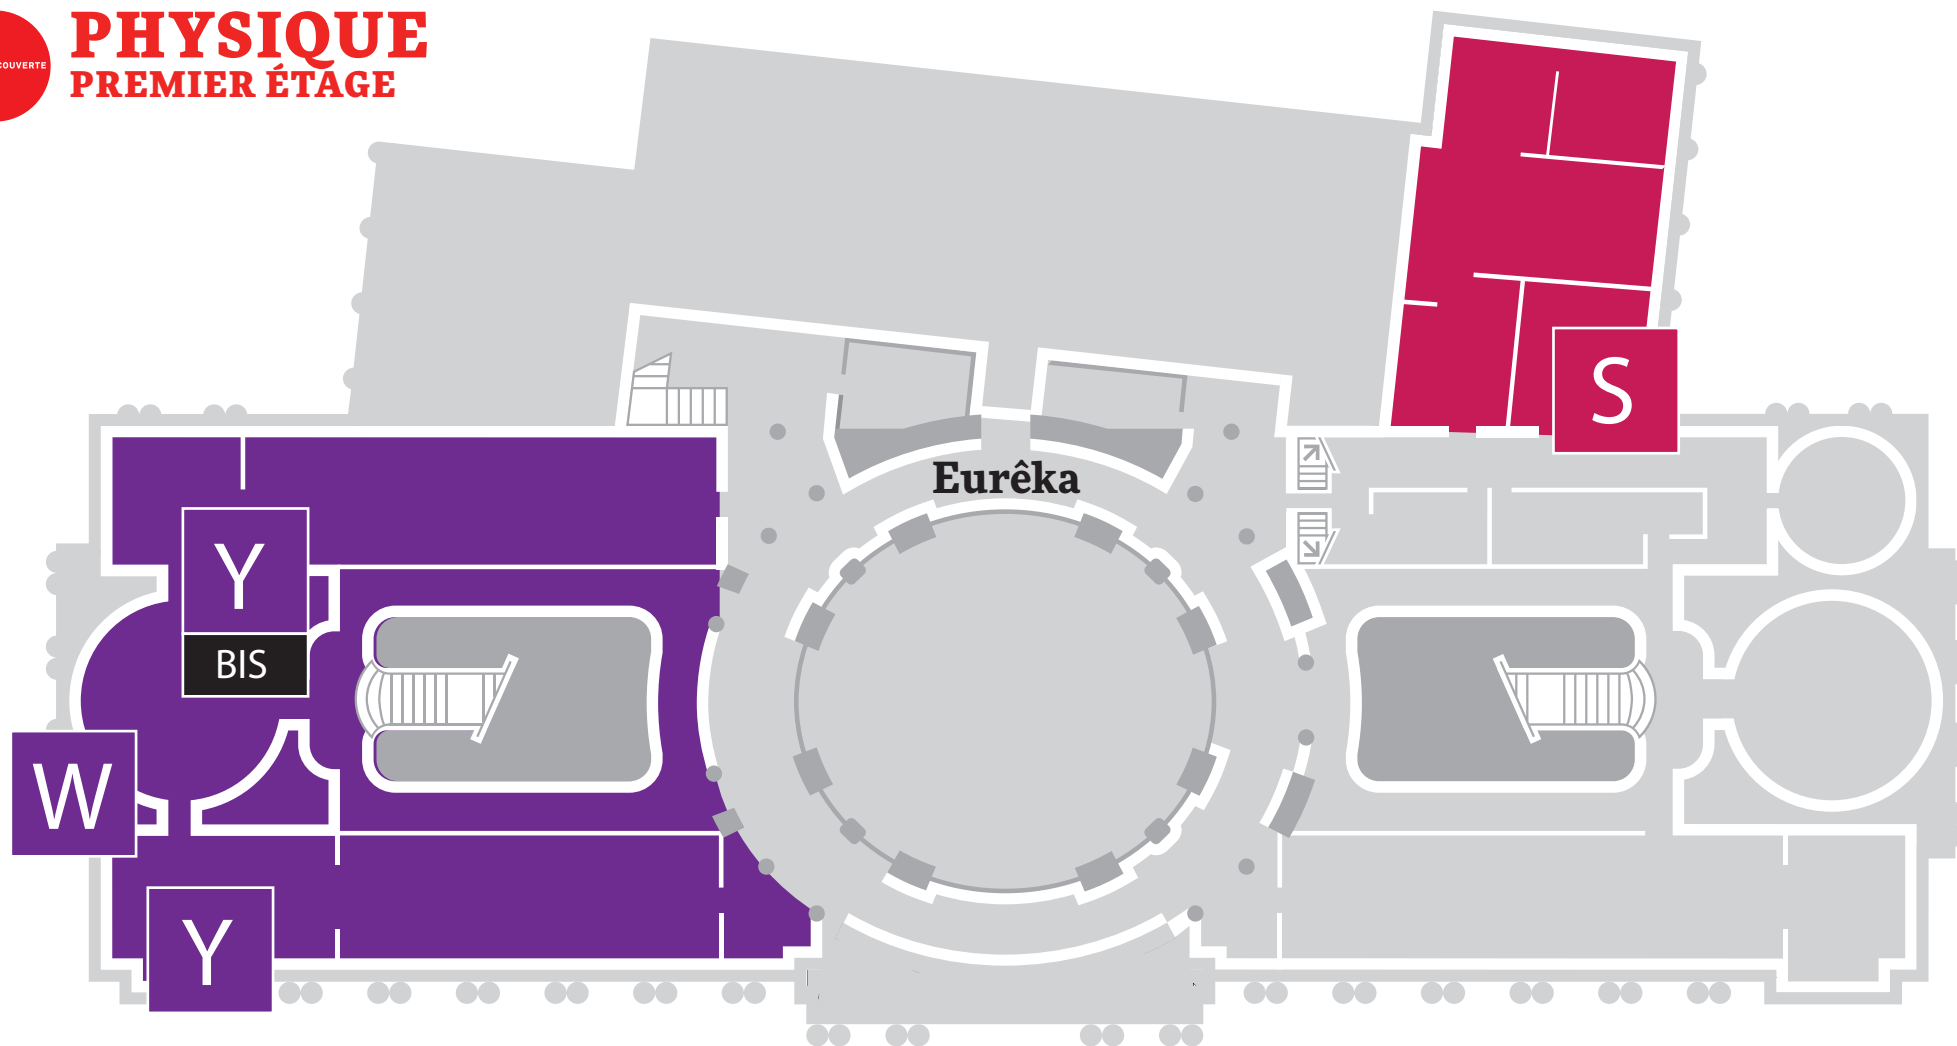 PHYSIQUE
PREMIER ÉTAGE
S
Eurêka
Y
BIS
W
Y